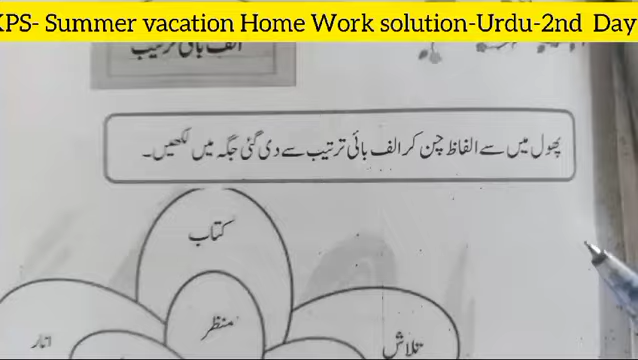 KPS- Summer vacation Home Work solution-Urdu-2nd Day
الف بائی ترتیب
پھول میں سے الفاظ چن کر الف بائی ترتیب سے دی گئی جگہ میں لکھیں۔
کتاب
منظر
انار
تلاش